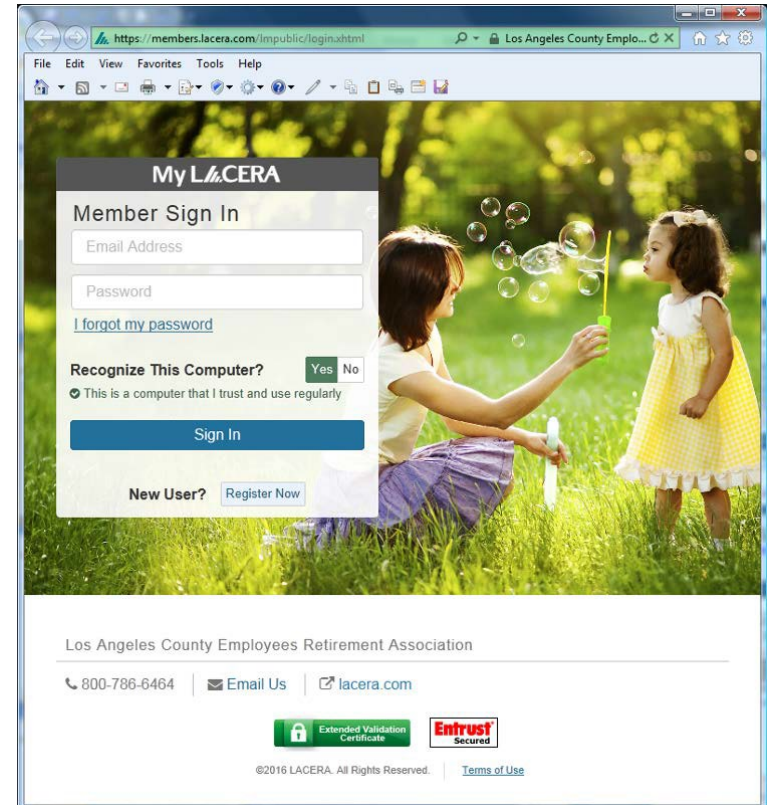 https://members.lacera.com/lmpublic/login.xhtml
Los Angeles County Emplo...
File Edit View Favorites Tools Help
My LACERA
Member Sign In
Email Address
Password
I forgot my password
Recognize This Computer? Yes No
This is a computer that I trust and use regularly
Sign In
New User? Register Now
Los Angeles County Employees Retirement Association
800-786-6464 Email Us lacera.com
Extended Validation
Certificate
Entrust
Secured
©2016 LACERA. All Rights Reserved. Terms of Use